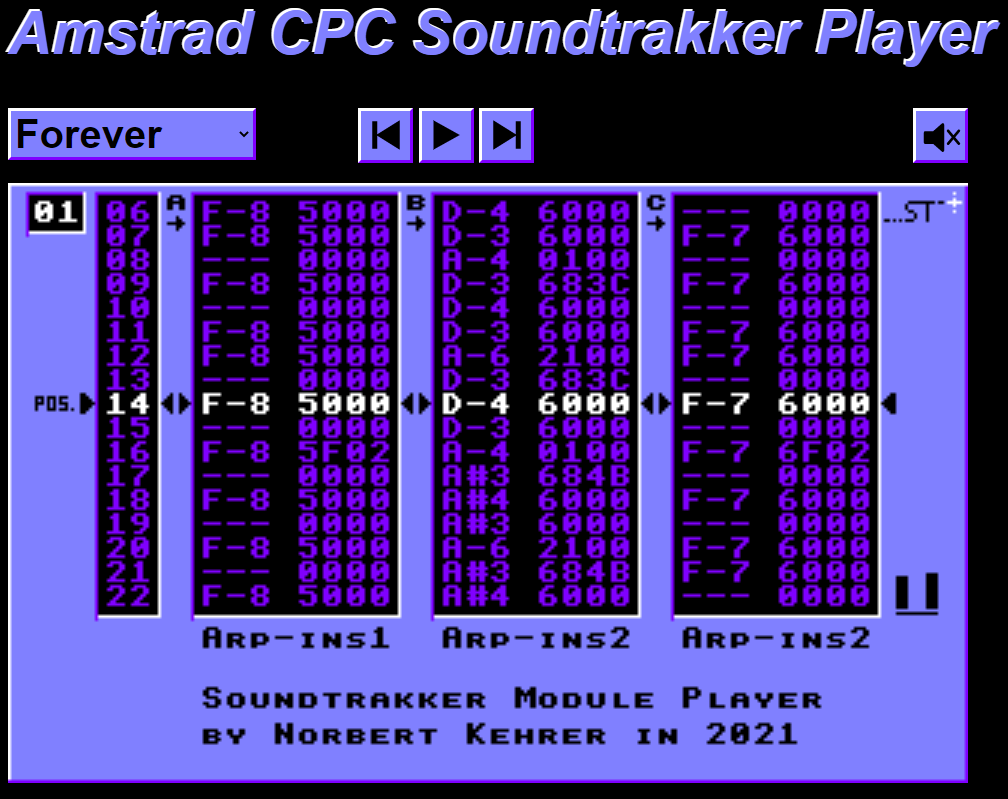 Amstrad CPC Soundtrakker Player
Forever
01 06 A F-8 5000 B D-4 6000 C --- 0000 ...ST
07 F-8 5000 D-3 6000 F-7 6000
08 --- 0000 A-4 0100 --- 0000
09 F-8 5000 D-3 683C F-7 6000
10 --- 0000 D-4 6000 --- 0000
11 F-8 5000 D-3 6000 F-7 6000
12 F-8 5000 A-6 2100 F-7 6000
13 --- 0000 D-3 683C --- 0000
POS. 14 F-8 5000 D-4 6000 F-7 6000
15 --- 0000 D-3 6000 --- 0000
16 F-8 5F02 A-4 0100 F-7 6F02
17 --- 0000 A#3 684B --- 0000
18 F-8 5000 A#4 6000 F-7 6000
19 --- 0000 A#3 6000 --- 0000
20 F-8 5000 A-6 2100 F-7 6000
21 --- 0000 A#3 684B F-7 6000
22 F-8 5000 A#4 6000 --- 0000
Arp-ins1 Arp-ins2 Arp-ins2
Soundtrakker Module Player
by Norbert Kehrer in 2021